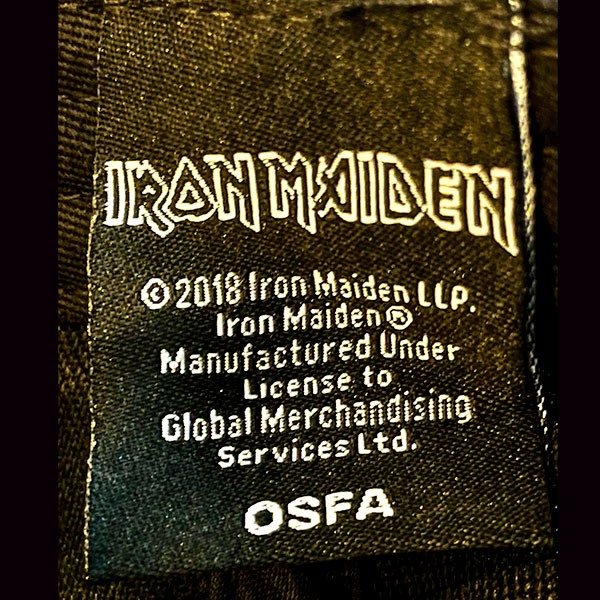 IRON MAIDEN
©2018 Iron Maiden LLP.
Iron Maiden®
Manufactured Under
License to
Global Merchandising
Services Ltd.
OSFA